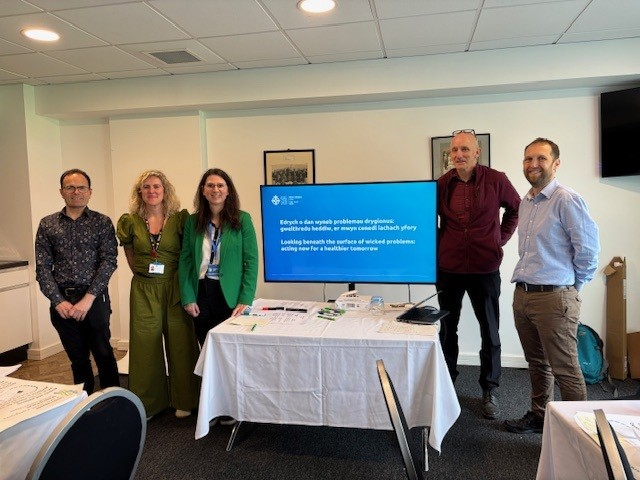 Edrych o dan wyneb problemau drygionus:
gweithredu heddiw, er mwyn cenedl iachach yfory
Looking beneath the surface of wicked problems:
acting now for a healthier tomorrow